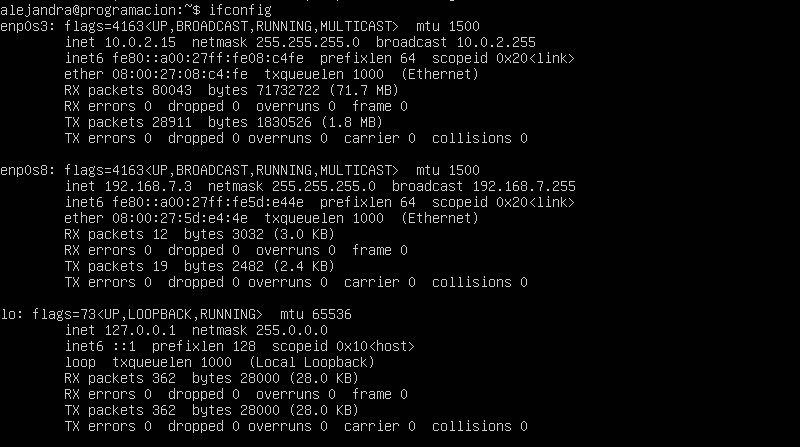 alejandra@programacion:~$ ifconfig
enp0s3: flags=4163<UP,BROADCAST,RUNNING,MULTICAST>  mtu 1500
        inet 10.0.2.15  netmask 255.255.255.0  broadcast 10.0.2.255
        inet6 fe80::a00:27ff:fe08:c4fe  prefixlen 64  scopeid 0x20<link>
        ether 08:00:27:08:c4:fe  txqueuelen 1000  (Ethernet)
        RX packets 80043  bytes 71732722 (71.7 MB)
        RX errors 0  dropped 0  overruns 0  frame 0
        TX packets 28911  bytes 1830526 (1.8 MB)
        TX errors 0  dropped 0 overruns 0  carrier 0  collisions 0
enp0s8: flags=4163<UP,BROADCAST,RUNNING,MULTICAST>  mtu 1500
        inet 192.168.7.3  netmask 255.255.255.0  broadcast 192.168.7.255
        inet6 fe80::a00:27ff:fe5d:e44e  prefixlen 64  scopeid 0x20<link>
        ether 08:00:27:5d:e4:4e  txqueuelen 1000  (Ethernet)
        RX packets 12  bytes 3032 (3.0 KB)
        RX errors 0  dropped 0  overruns 0  frame 0
        TX packets 19  bytes 2482 (2.4 KB)
        TX errors 0  dropped 0 overruns 0  carrier 0  collisions 0
lo: flags=73<UP,LOOPBACK,RUNNING>  mtu 65536
        inet 127.0.0.1  netmask 255.0.0.0
        inet6 ::1  prefixlen 128  scopeid 0x10<host>
        loop  txqueuelen 1000  (Local Loopback)
        RX packets 362  bytes 28000 (28.0 KB)
        RX errors 0  dropped 0  overruns 0  frame 0
        TX packets 362  bytes 28000 (28.0 KB)
        TX errors 0  dropped 0 overruns 0  carrier 0  collisions 0